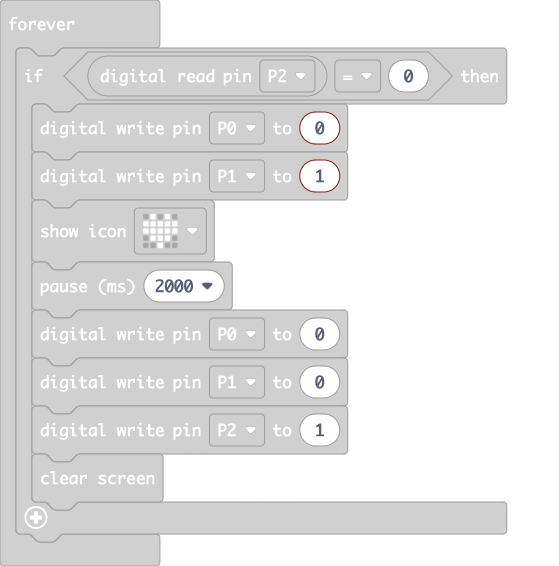 forever
if digital read pin P2 = 0 then
digital write pin P0 to 0
digital write pin P1 to 1
show icon
pause (ms) 2000
digital write pin P0 to 0
digital write pin P1 to 0
digital write pin P2 to 1
clear screen